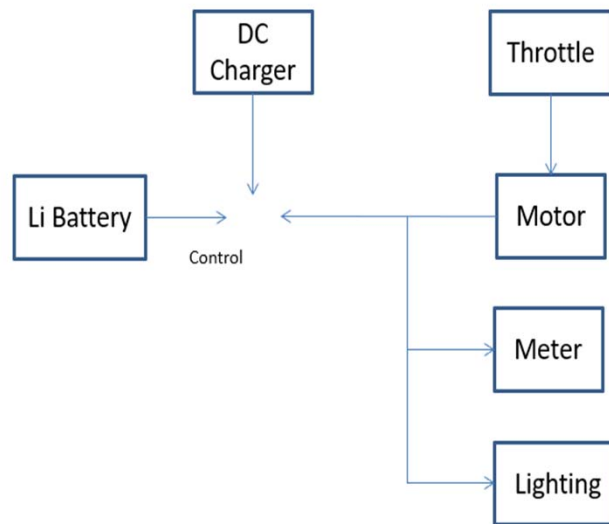 DC
Charger
Throttle
Li Battery
Motor
Control
Meter
Lighting